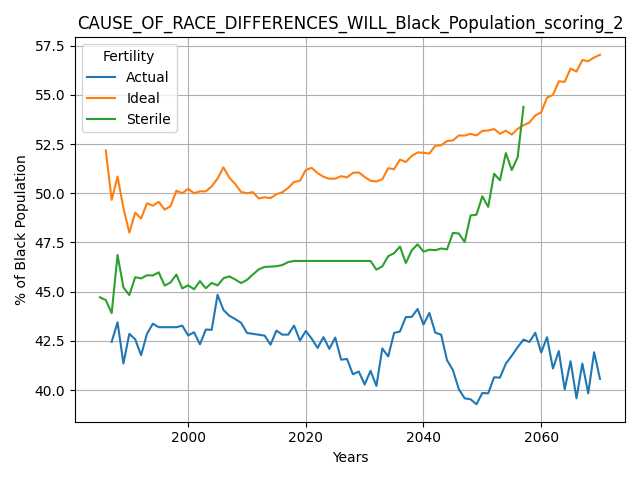 CAUSE_OF_RACE_DIFFERENCES_WILL_Black_Population_scoring_2
Fertility
Actual
Ideal
Sterile
57.5
55.0
52.5
50.0
47.5
45.0
42.5
40.0
% of Black Population
2000
2020
2040
2060
Years